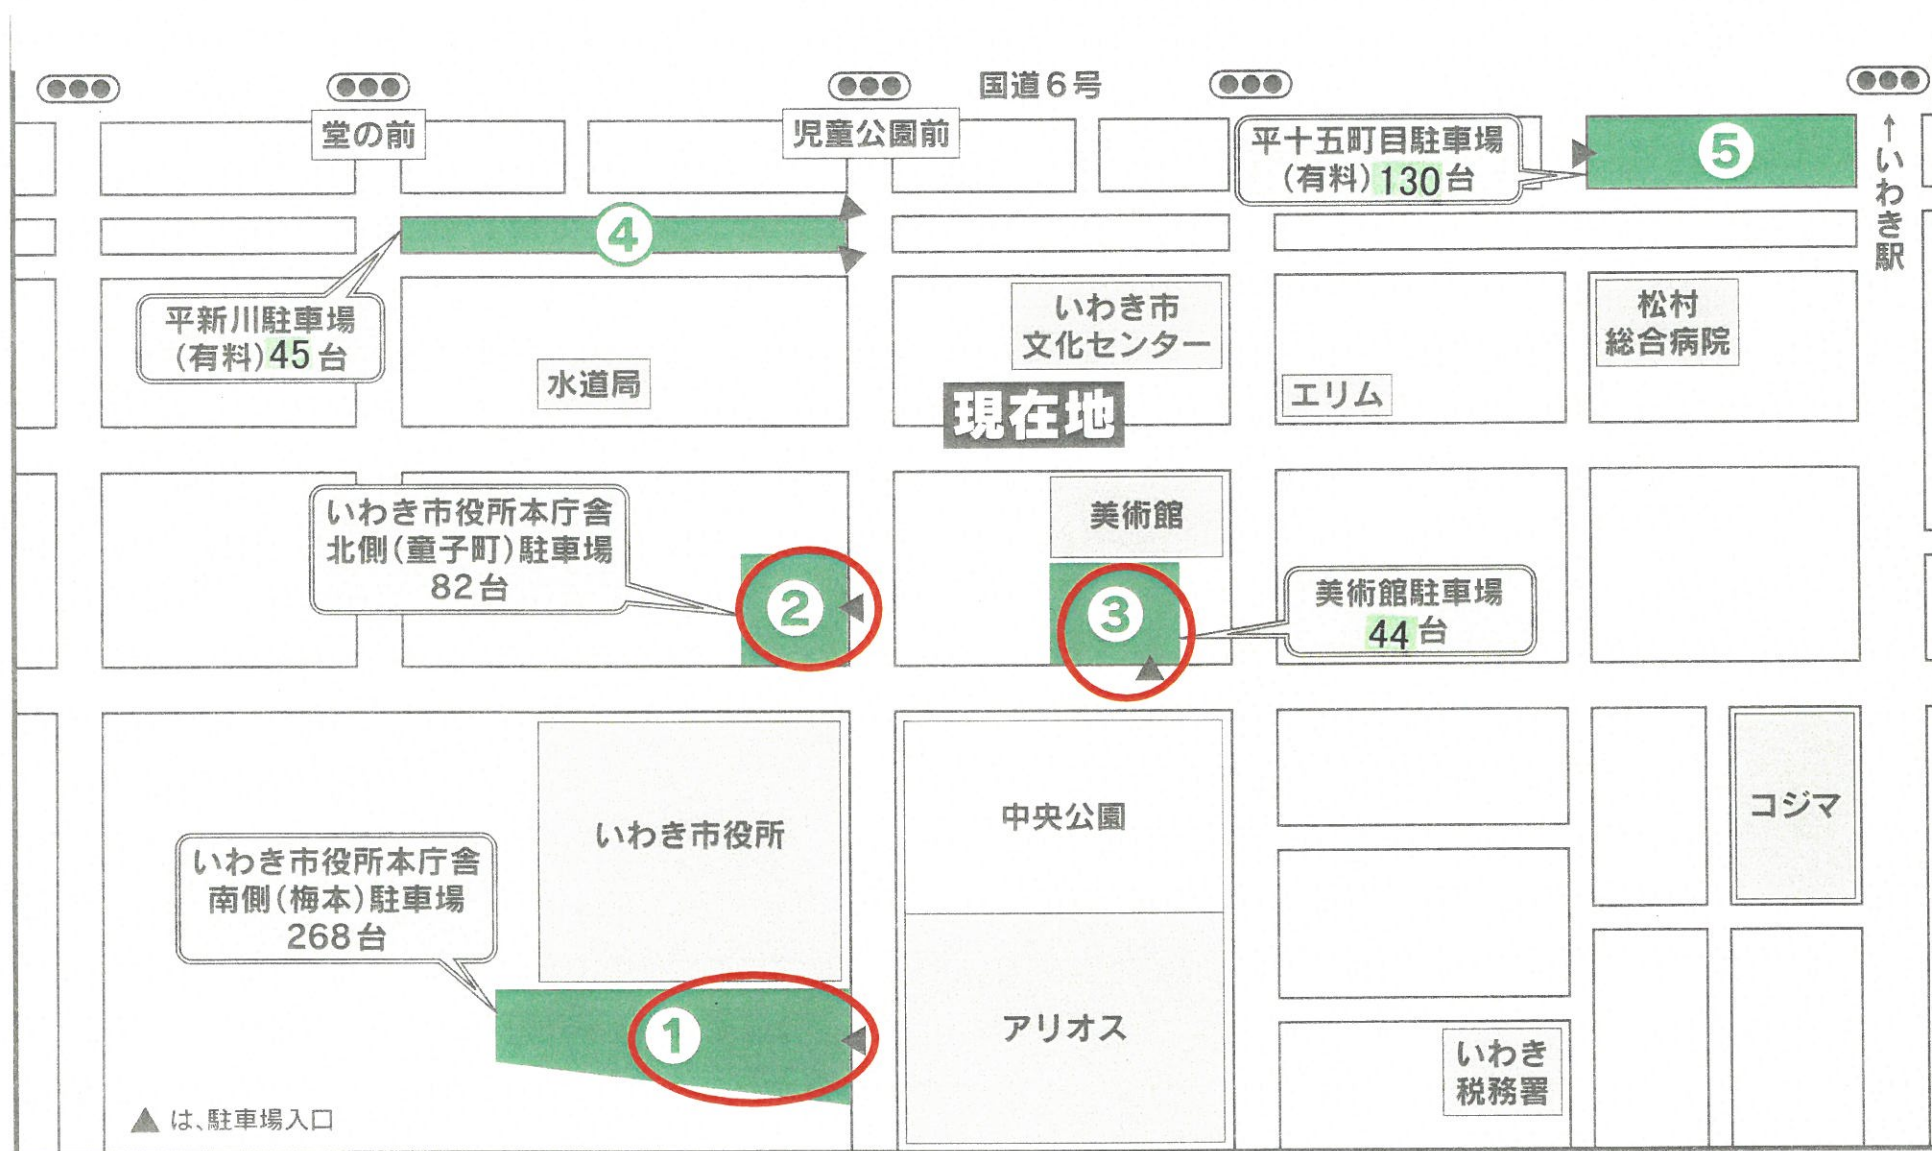 国道6号
堂の前
児童公園前
平十五町目駐車場
(有料)130台
5
↑いわき駅
4
平新川駐車場
(有料)45台
いわき市
文化センター
松村
総合病院
水道局
エリム
現在地
いわき市役所本庁舎
北側(童子町)駐車場
82台
2
美術館
3
美術館駐車場
44台
いわき市役所
中央公園
コジマ
いわき市役所本庁舎
南側(梅本)駐車場
268台
1
アリオス
いわき
税務署
▲は、駐車場入口